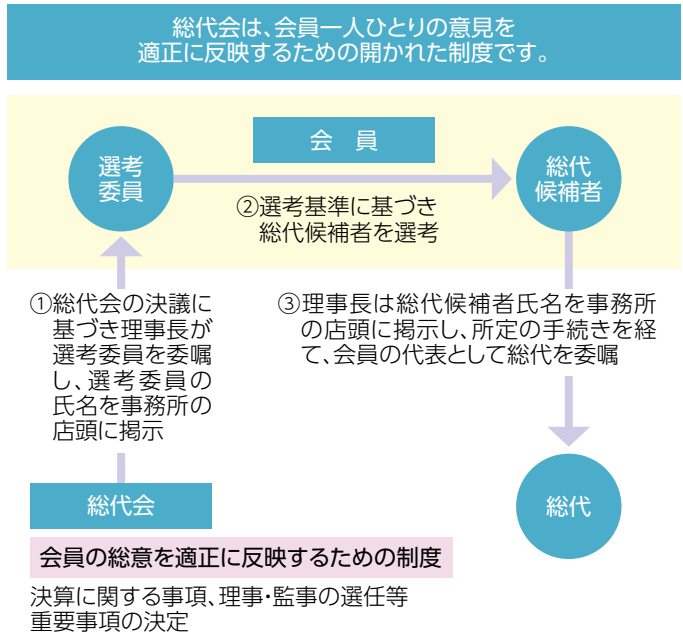 総代会は、会員一人ひとりの意見を
適正に反映するための開かれた制度です。
会　員
選考
委員
総代
候補者
②選考基準に基づき
総代候補者を選考
①総代会の決議に
基づき理事長が
選考委員を委嘱
し、選考委員の
氏名を事務所の
店頭に掲示
③理事長は総代候補者氏名を事務所
の店頭に掲示し、所定の手続きを経
て、会員の代表として総代を委嘱
総代会
総代
会員の総意を適正に反映するための制度
決算に関する事項、理事・監事の選任等
重要事項の決定